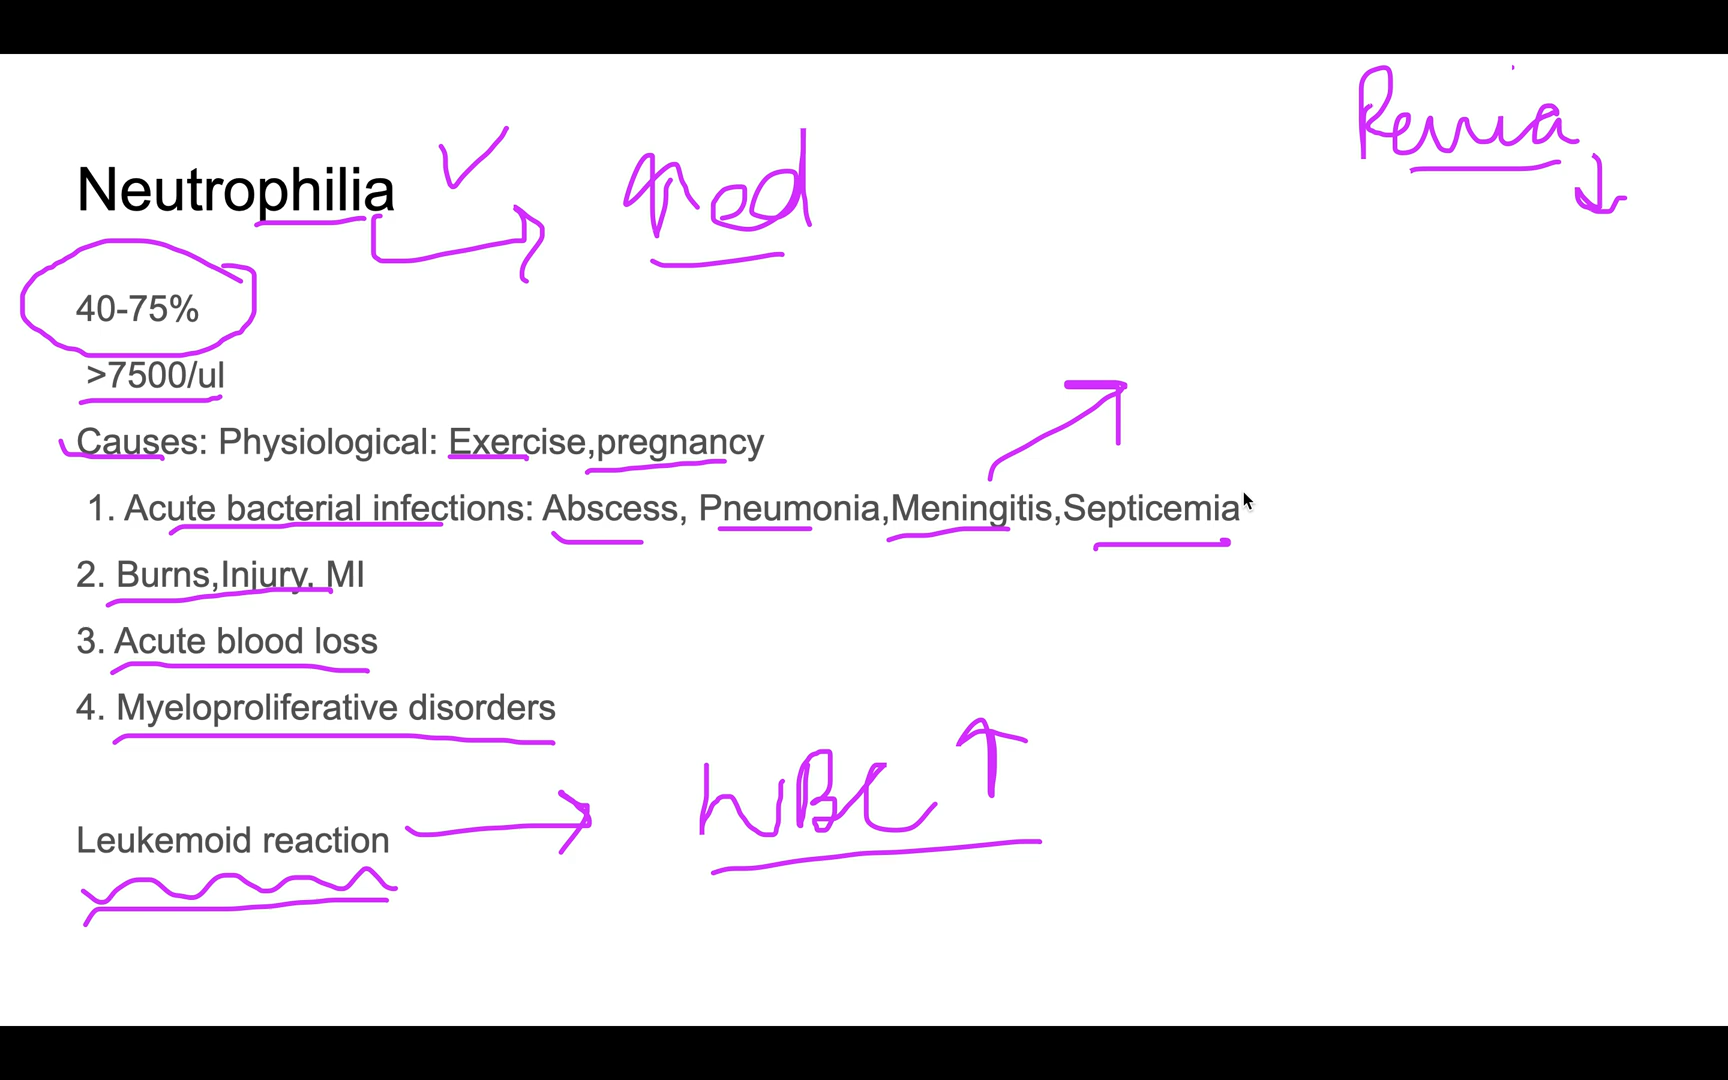 Penia ↓
Neutrophilia ✓ ↑ed
40-75%
>7500/ul
Causes: Physiological: Exercise,pregnancy
1. Acute bacterial infections: Abscess, Pneumonia,Meningitis,Septicemia
2. Burns,Injury, MI
3. Acute blood loss
4. Myeloproliferative disorders
Leukemoid reaction → WBC ↑